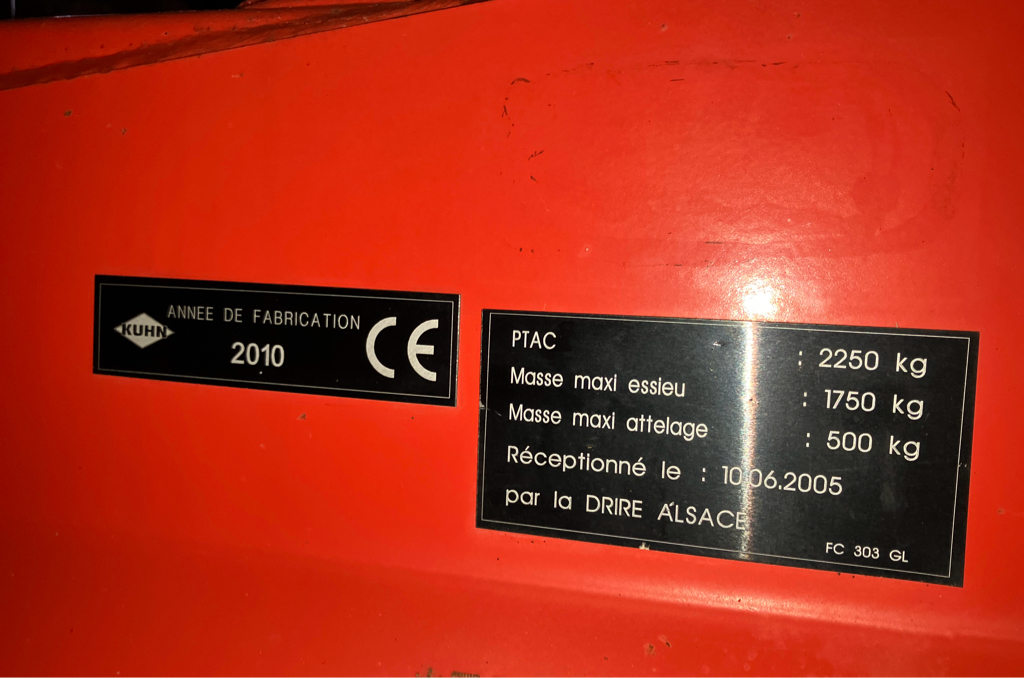 KUHN
ANNEE DE FABRICATION
2010
CE
PTAC : 2250 kg
Masse maxi essieu : 1750 kg
Masse maxi attelage : 500 kg
Réceptionné le : 10.06.2005
par la DRIRE ALSACE
FC 303 GL